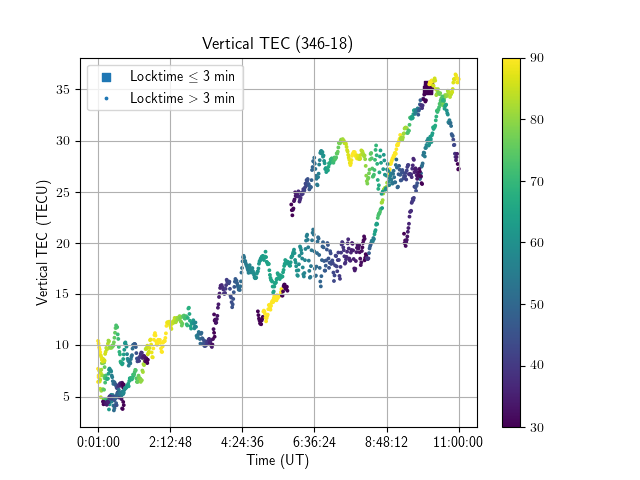 Vertical TEC (346-18)
Locktime ≤ 3 min
Locktime > 3 min
Vertical TEC (TECU)
35
30
25
20
15
10
5
0:01:00 2:12:48 4:24:36 6:36:24 8:48:12 11:00:00
Time (UT)
90
80
70
60
50
40
30